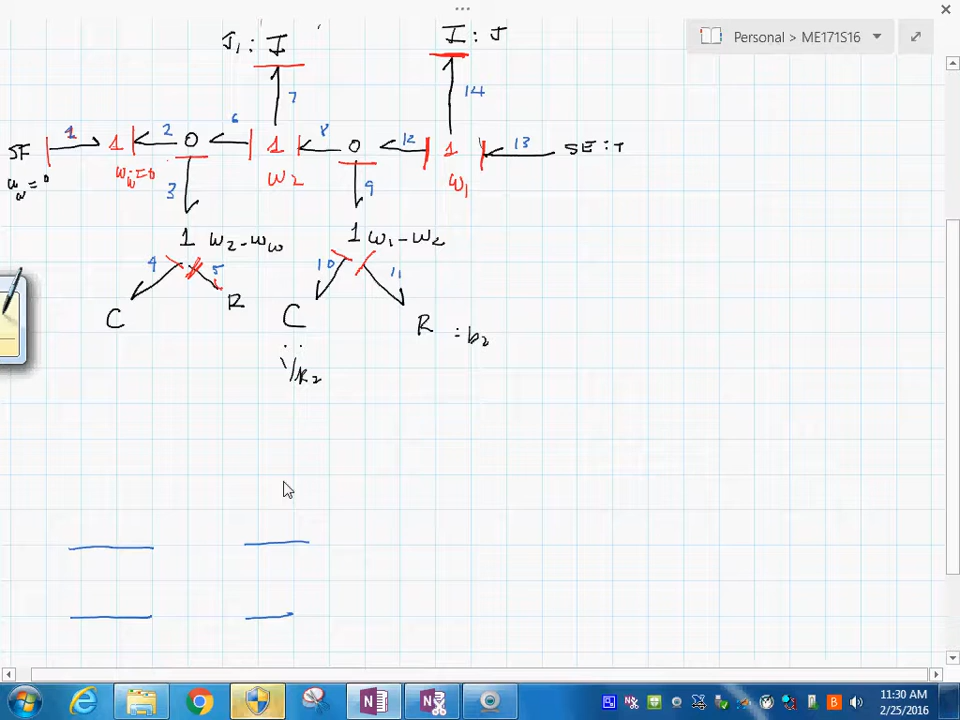 Personal > ME171S16
J₁ : I
I : J
7
14
SF 1 1 2 0 6 1 8 0 12 1 13 SE : T
ω_w = 0
ω_w = 0
ω2
ω₁
3
9
1 ω₂ - ω_w
1 ω₁ - ω₂
4 5
10 11
C
R
C
R : b₂
: 1/k₂
11:30 AM
2/25/2016